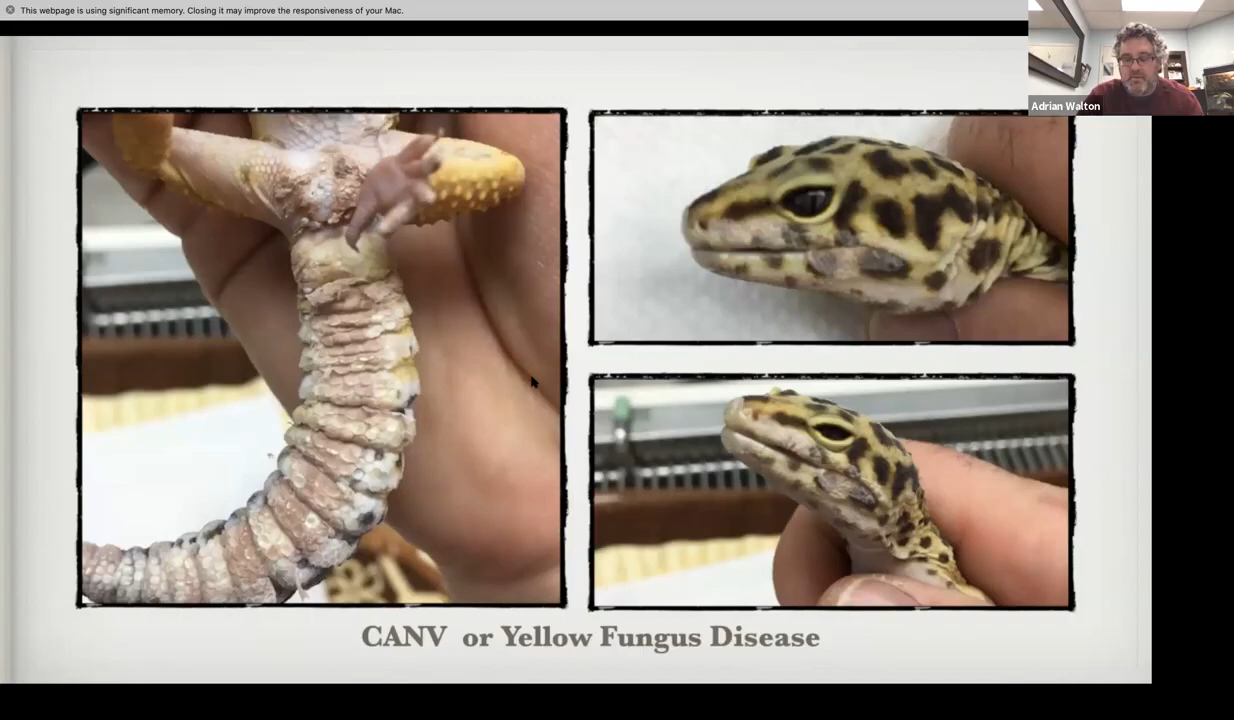 This webpage is using significant memory. Closing it may improve the responsiveness of your Mac.
Adrian Walton
CANV or Yellow Fungus Disease